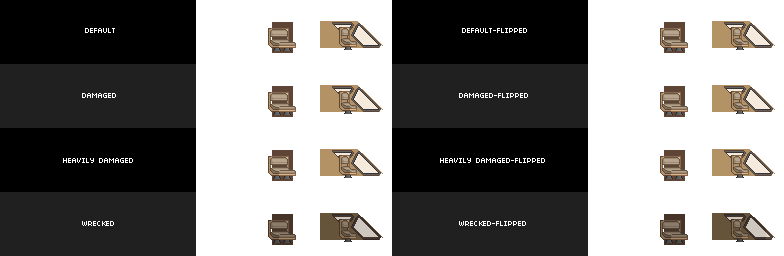 DEFAULT
DEFAULT-FLIPPED
DAMAGED
DAMAGED-FLIPPED
HEAVILY DAMAGED
HEAVILY DAMAGED-FLIPPED
WRECKED
WRECKED-FLIPPED